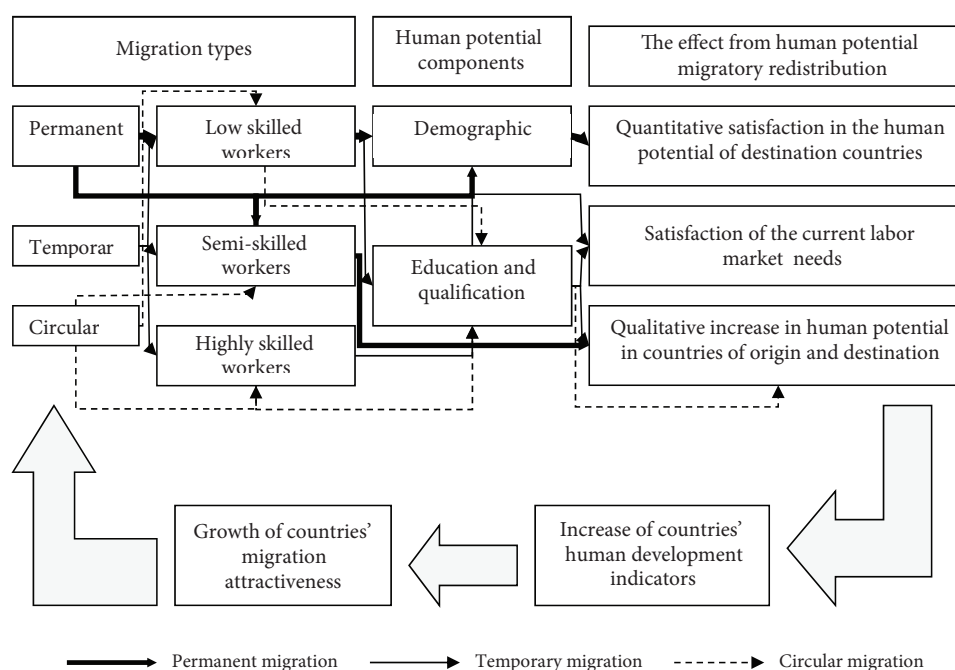 Migration types
Human potential
components
The effect from human potential
migratory redistribution
Permanent
Low skilled
workers
Demographic
Quantitative satisfaction in the human
potential of destination countries
Temporar
Semi-skilled
workers
Education and
qualification
Satisfaction of the current labor
market needs
Circular
Highly skilled
workers
Qualitative increase in human potential
in countries of origin and destination
Growth of countries’
migration
attractiveness
Increase of countries’
human development
indicators
Permanent migration
Temporary migration
Circular migration